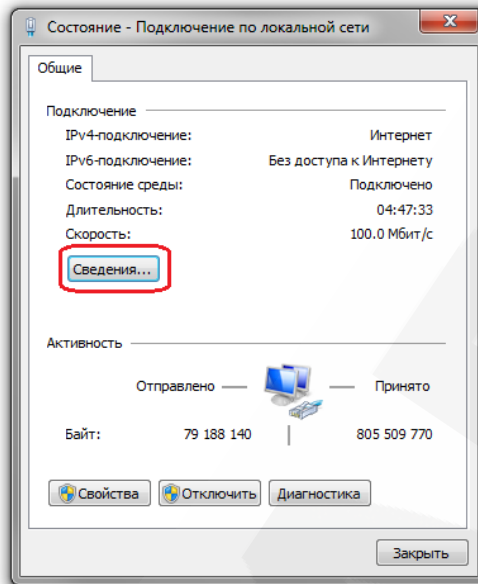 Состояние - Подключение по локальной сети
Общие
Подключение
IPv4-подключение: Интернет
IPv6-подключение: Без доступа к Интернету
Состояние среды: Подключено
Длительность: 04:47:33
Скорость: 100.0 Мбит/с
Сведения...
Активность
Отправлено — — Принято
Байт: 79 188 140 | 805 509 770
Свойства Отключить Диагностика
Закрыть